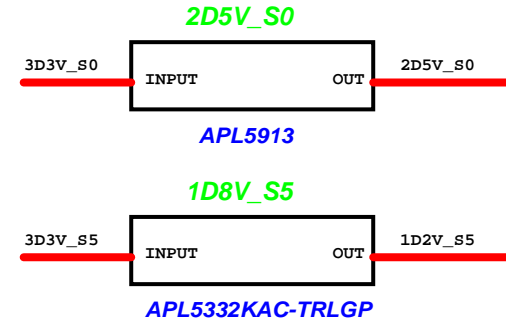 2D5V_S0
3D3V_S0 2D5V_S0
INPUT OUT
APL5913
1D8V_S5
3D3V_S5 1D2V_S5
INPUT OUT
APL5332KAC-TRLGP